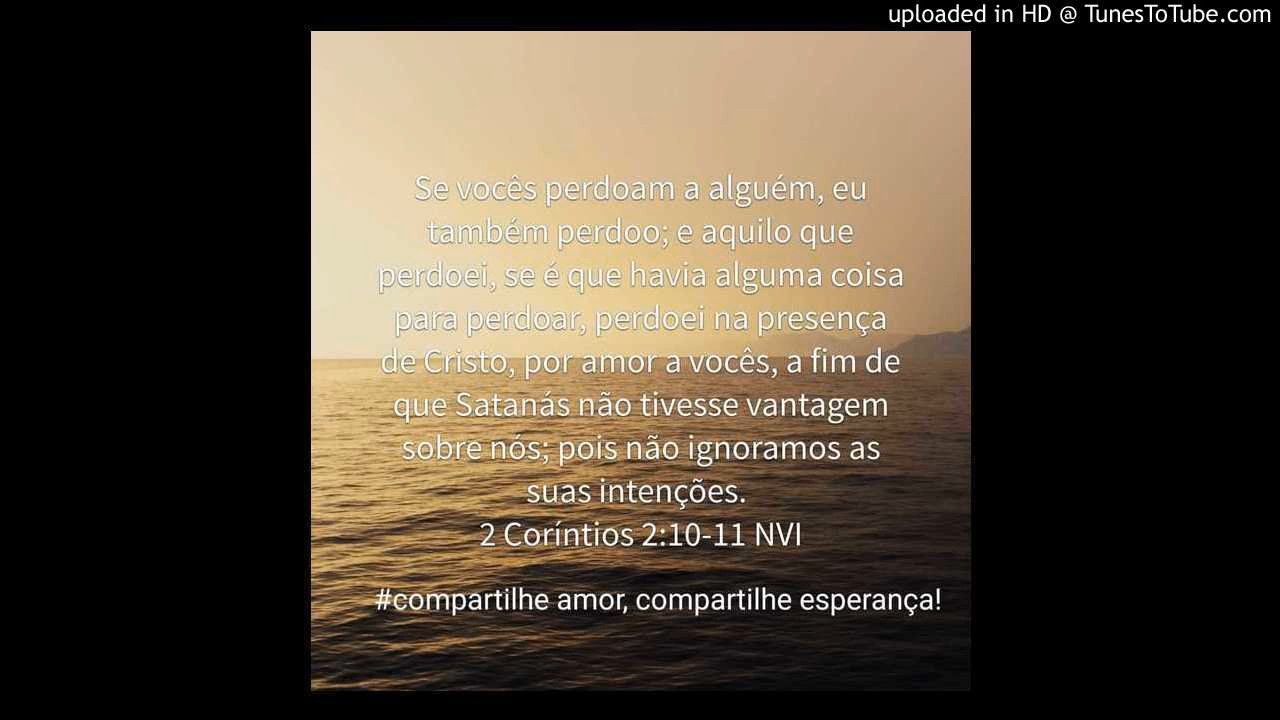 uploaded in HD @ TunesToTube.com
Se vocês perdoam a alguém, eu
também perdoo; e aquilo que
perdoei, se é que havia alguma coisa
para perdoar, perdoei na presença
de Cristo, por amor a vocês, a fim de
que Satanás não tivesse vantagem
sobre nós; pois não ignoramos as
suas intenções.
2 Coríntios 2:10-11 NVI
#compartilhe amor, compartilhe esperança!